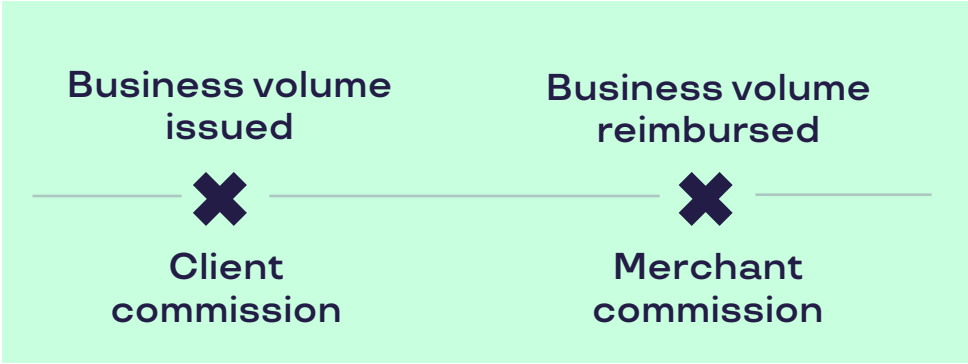 Business volume
issued
Client
commission
Business volume
reimbursed
Merchant
commission